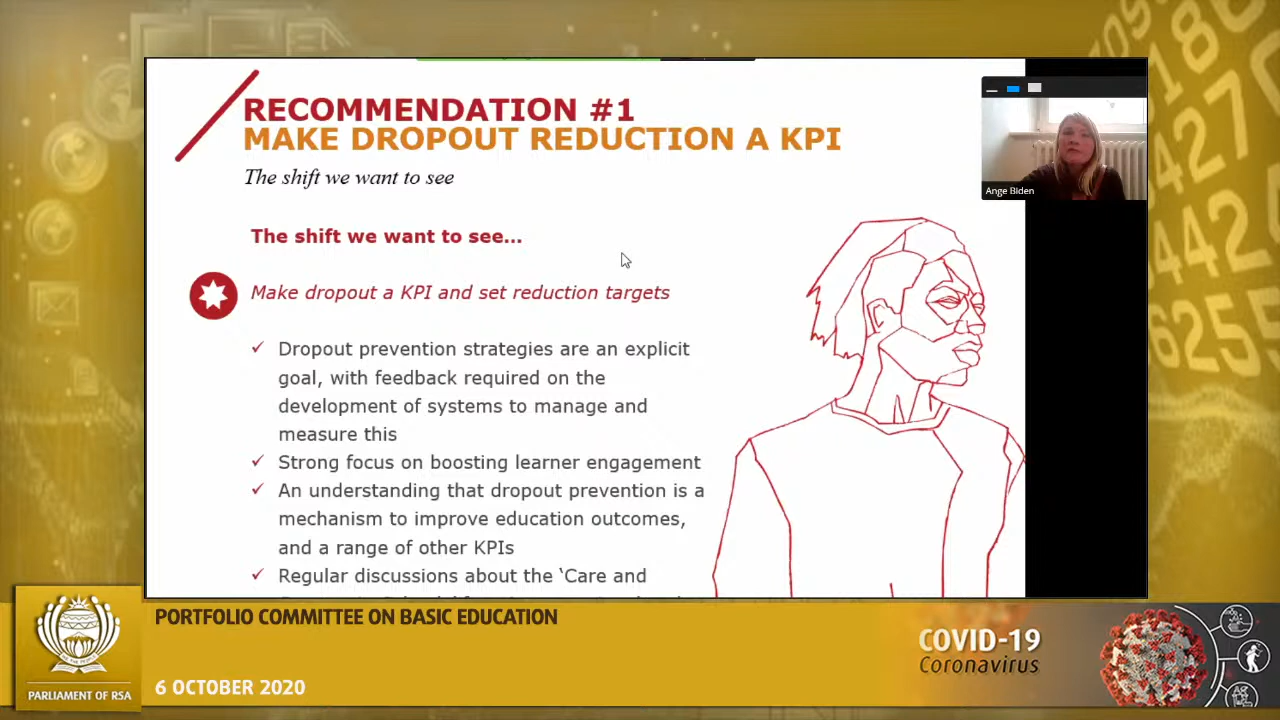 RECOMMENDATION #1
MAKE DROPOUT REDUCTION A KPI
The shift we want to see
The shift we want to see...
Make dropout a KPI and set reduction targets
✓ Dropout prevention strategies are an explicit
goal, with feedback required on the
development of systems to manage and
measure this
✓ Strong focus on boosting learner engagement
✓ An understanding that dropout prevention is a
mechanism to improve education outcomes,
and a range of other KPIs
✓ Regular discussions about the ‘Care and
Ange Biden
PORTFOLIO COMMITTEE ON BASIC EDUCATION
6 OCTOBER 2020
PARLIAMENT OF RSA
COVID-19
Coronavirus